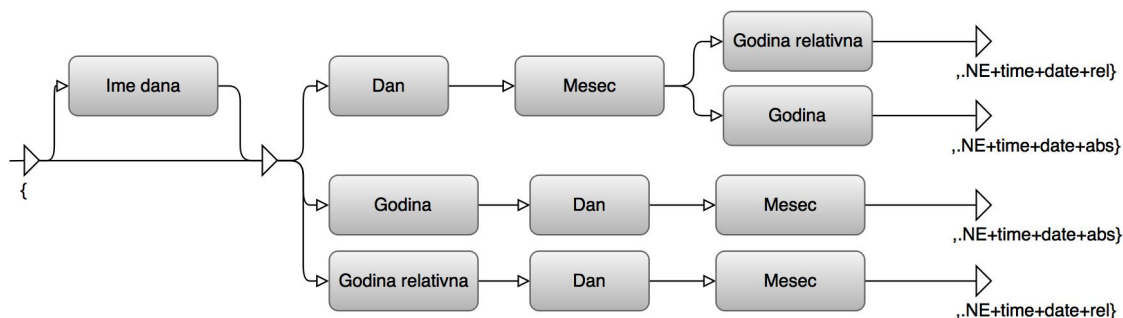 Godina relativna
,.NE+time+date+rel}
Ime dana
Dan
Mesec
Godina
,.NE+time+date+abs}
{
Godina
Dan
Mesec
,.NE+time+date+abs}
Godina relativna
Dan
Mesec
,.NE+time+date+rel}